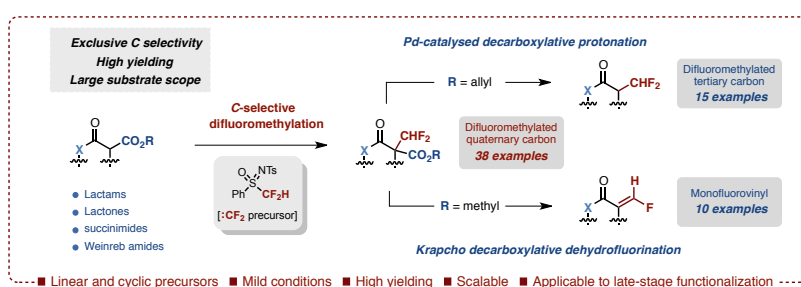 Exclusive C selectivity
High yielding
Large substrate scope
Pd-catalysed decarboxylative protonation
R = allyl
O
X
CHF2
Difluoromethylated
tertiary carbon
15 examples
C-selective
difluoromethylation
O
X
CO2R
O
X
CHF2
CO2R
Difluoromethylated
quaternary carbon
38 examples
O
NTs
Ph
S
CF2H
[:CF2 precursor]
Lactams
Lactones
succinimides
Weinreb amides
R = methyl
O
X
H
F
Monofluorovinyl
10 examples
Krapcho decarboxylative dehydrofluorination
Linear and cyclic precursors Mild conditions High yielding Scalable Applicable to late-stage functionalization